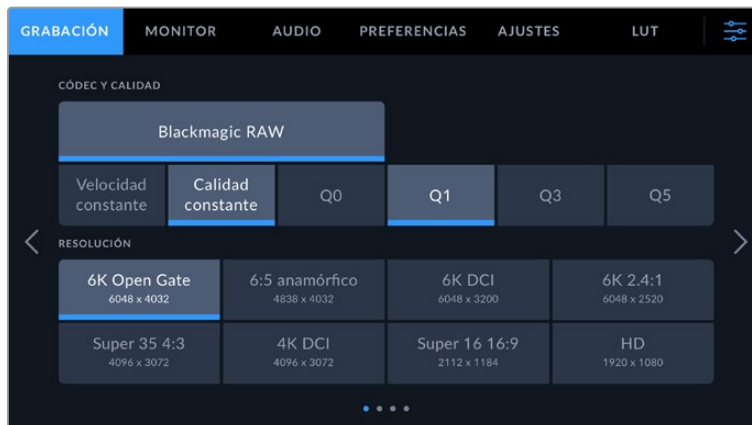 GRABACIÓN MONITOR AUDIO PREFERENCIAS AJUSTES LUT
CÓDEC Y CALIDAD
Blackmagic RAW
Velocidad constante Calidad constante Q0 Q1 Q3 Q5
RESOLUCIÓN
6K Open Gate 6:5 anamórfico 6K DCI 6K 2.4:1
6048 x 4032 4838 x 4032 6048 x 3200 6048 x 2520
Super 35 4:3 4K DCI Super 16 16:9 HD
4096 x 3072 4096 x 3072 2112 x 1184 1920 x 1080